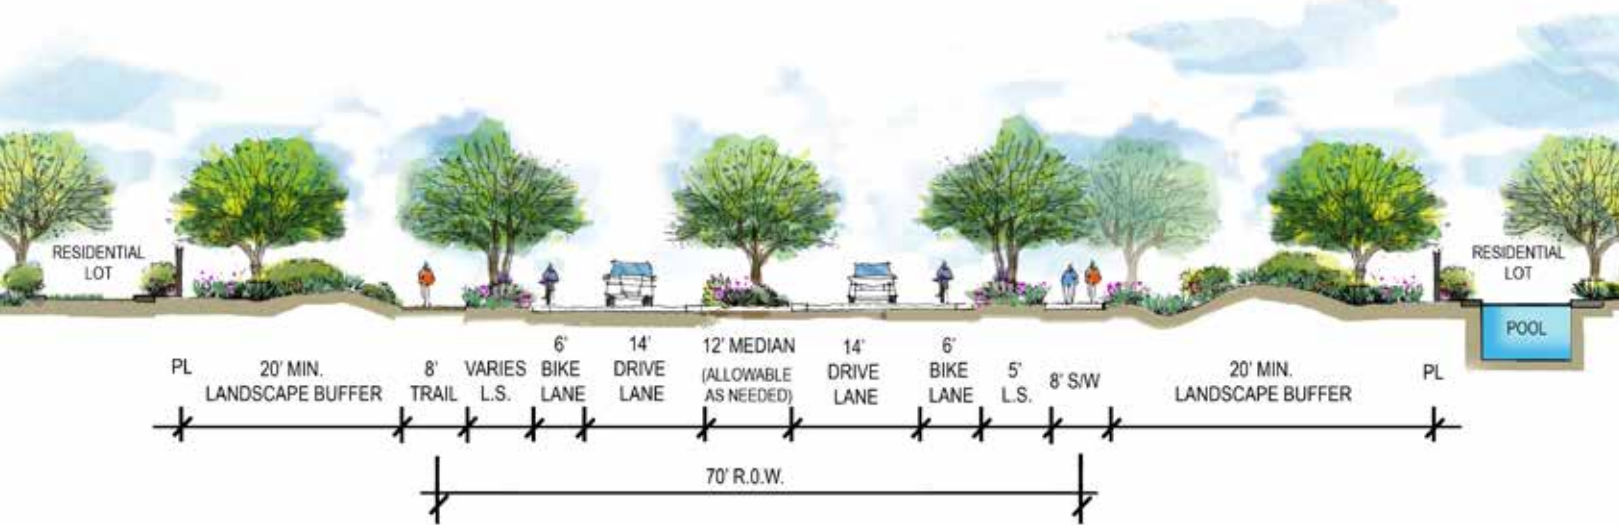 RESIDENTIAL
LOT
RESIDENTIAL
LOT
POOL
PL
20' MIN.
LANDSCAPE BUFFER
8'
TRAIL
VARIES
L.S.
6'
BIKE
LANE
14'
DRIVE
LANE
12' MEDIAN
(ALLOWABLE
AS NEEDED)
14'
DRIVE
LANE
6'
BIKE
LANE
5'
L.S.
8' S/W
20' MIN.
LANDSCAPE BUFFER
PL
70' R.O.W.